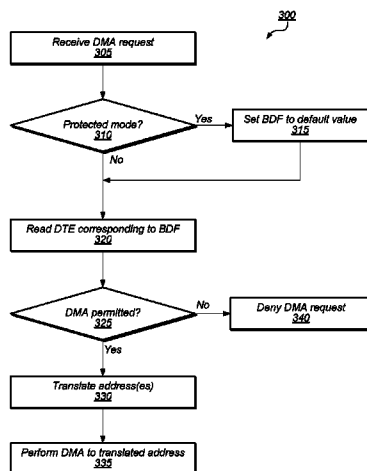 300
Receive DMA request
305
Protected mode?
310
Yes
Set BDF to default value
315
No
Read DTE corresponding to BDF
320
DMA permitted?
325
No
Deny DMA request
340
Yes
Translate address(es)
330
Perform DMA to translated address
335